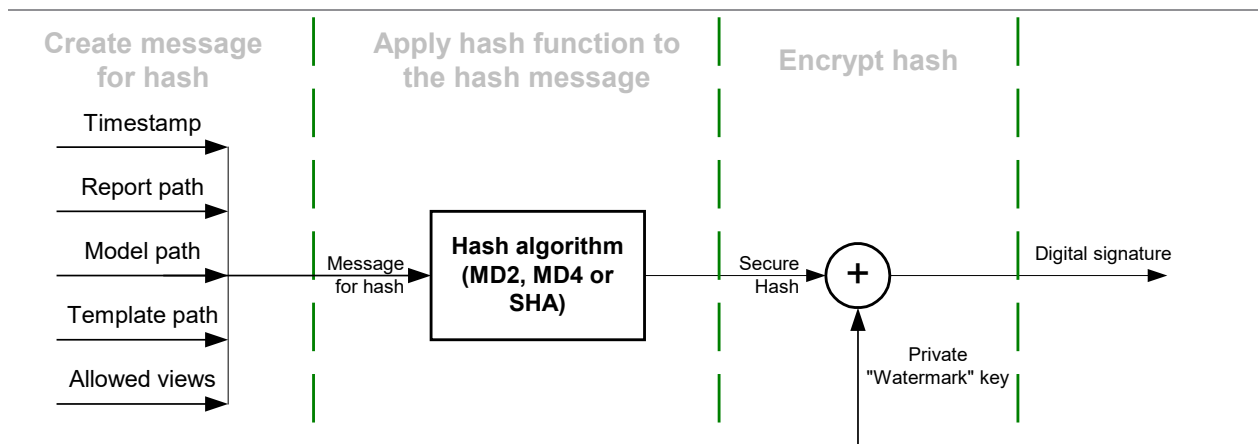 Create message
for hash
Apply hash function to
the hash message
Encrypt hash
Timestamp
Report path
Model path
Template path
Allowed views
Message
for hash
Hash algorithm
(MD2, MD4 or
SHA)
Secure
Hash
+
Private
"Watermark" key
Digital signature